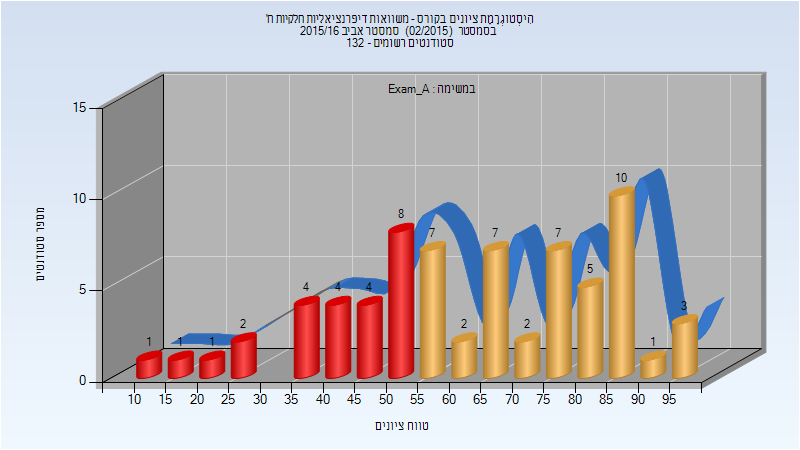 הִיסְטוֹגְרָמַת ציונים בקורס - משוואות דיפרנציאליות חלקיות ח'
בסמסטר (02/2015) סמסטר אביב 2015/16
סטודנטים רשומים - 132
במשימה : Exam_A
מספר סטודנטים
15
10
5
0
1 1 1 2 4 4 4 8 7 2 7 2 7 5 10 1 3
10 15 20 25 30 35 40 45 50 55 60 65 70 75 80 85 90 95
טווח ציונים